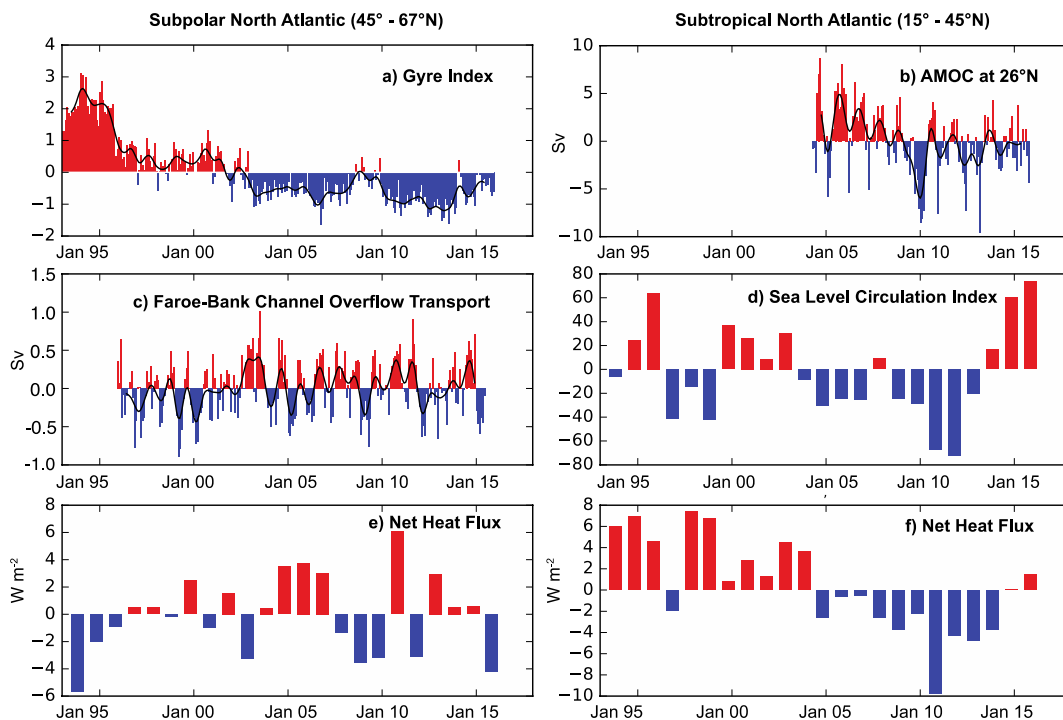 Subpolar North Atlantic (45° - 67°N)
Subtropical North Atlantic (15° - 45°N)
a) Gyre Index
4
3
2
1
0
−1
−2
Jan 95
Jan 00
Jan 05
Jan 10
Jan 15
b) AMOC at 26°N
Sv
10
5
0
−5
−10
Jan 95
Jan 00
Jan 05
Jan 10
Jan 15
c) Faroe-Bank Channel Overflow Transport
Sv
1.5
1.0
0.5
0.0
-0.5
-1.0
Jan 95
Jan 00
Jan 05
Jan 10
Jan 15
d) Sea Level Circulation Index
80
60
40
20
0
−20
−40
−60
−80
Jan 95
Jan 00
Jan 05
Jan 10
Jan 15
e) Net Heat Flux
W m-2
8
6
4
2
0
−2
−4
−6
Jan 95
Jan 00
Jan 05
Jan 10
Jan 15
f) Net Heat Flux
W m-2
8
6
4
2
0
−2
−4
−6
−8
−10
Jan 95
Jan 00
Jan 05
Jan 10
Jan 15